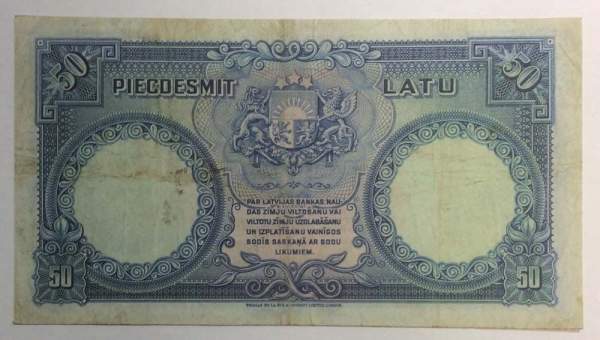 50 PIECDESMIT LATU 50
PAR LATVIJAS BANKAS NAU-
DAS ZĪMJU VILTOŠANU VAI
VILTOTU ZĪMJU UZGLABĀŠANU
UN IZPLATĪŠANU VAINĪGOS
SODĪS SASKAŅĀ AR SODU
LIKUMIEM.
50 50